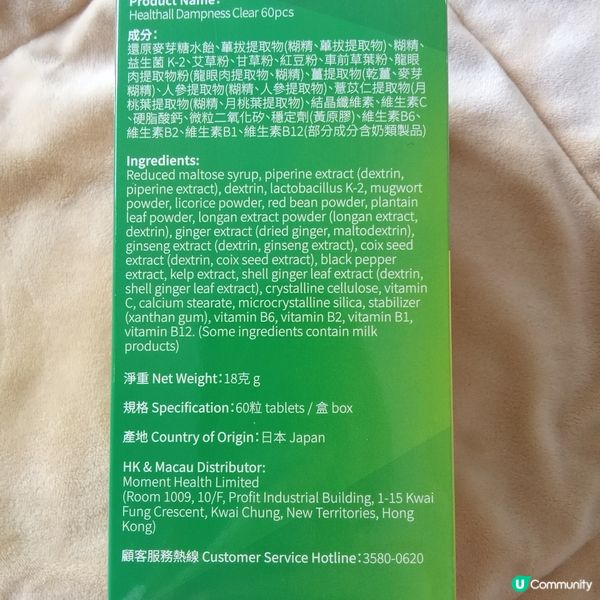 Product Name:
Healthall Dampness Clear 60pcs
成分:
還原麥芽糖水飴、蓽拔提取物(糊精、蓽拔提取物)、糊精、
益生菌 K-2、艾草粉、甘草粉、紅豆粉、車前草葉粉、龍眼
肉提取物粉(龍眼肉提取物、糊精)、薑提取物(乾薑、麥芽
糊精)、人參提取物(糊精、人參提取物)、薏苡仁提取物(月
桃葉提取物(糊精、月桃葉提取物)、結晶纖維素、維生素C
、硬脂酸鈣、微粒二氧化矽、穩定劑(黃原膠)、維生素B6、
維生素B2、維生素B1、維生素B12(部分成分含奶類製品)
Ingredients:
Reduced maltose syrup, piperine extract (dextrin,
piperine extract), dextrin, lactobacillus K-2, mugwort
powder, licorice powder, red bean powder, plantain
leaf powder, longan extract powder (longan extract,
dextrin), ginger extract (dried ginger, maltodextrin),
ginseng extract (dextrin, ginseng extract), coix seed
extract (dextrin, coix seed extract), black pepper
extract, kelp extract, shell ginger leaf extract (dextrin,
shell ginger leaf extract), crystalline cellulose, vitamin
C, calcium stearate, microcrystalline silica, stabilizer
(xanthan gum), vitamin B6, vitamin B2, vitamin B1,
vitamin B12. (Some ingredients contain milk
products)
淨重 Net Weight:18克 g
規格 Specification:60粒 tablets / 盒 box
產地 Country of Origin:日本 Japan
HK & Macau Distributor:
Moment Health Limited
(Room 1009, 10/F, Profit Industrial Building, 1-15 Kwai
Fung Crescent, Kwai Chung, New Territories, Hong
Kong)
顧客服務熱線 Customer Service Hotline:3580-0620
U Community